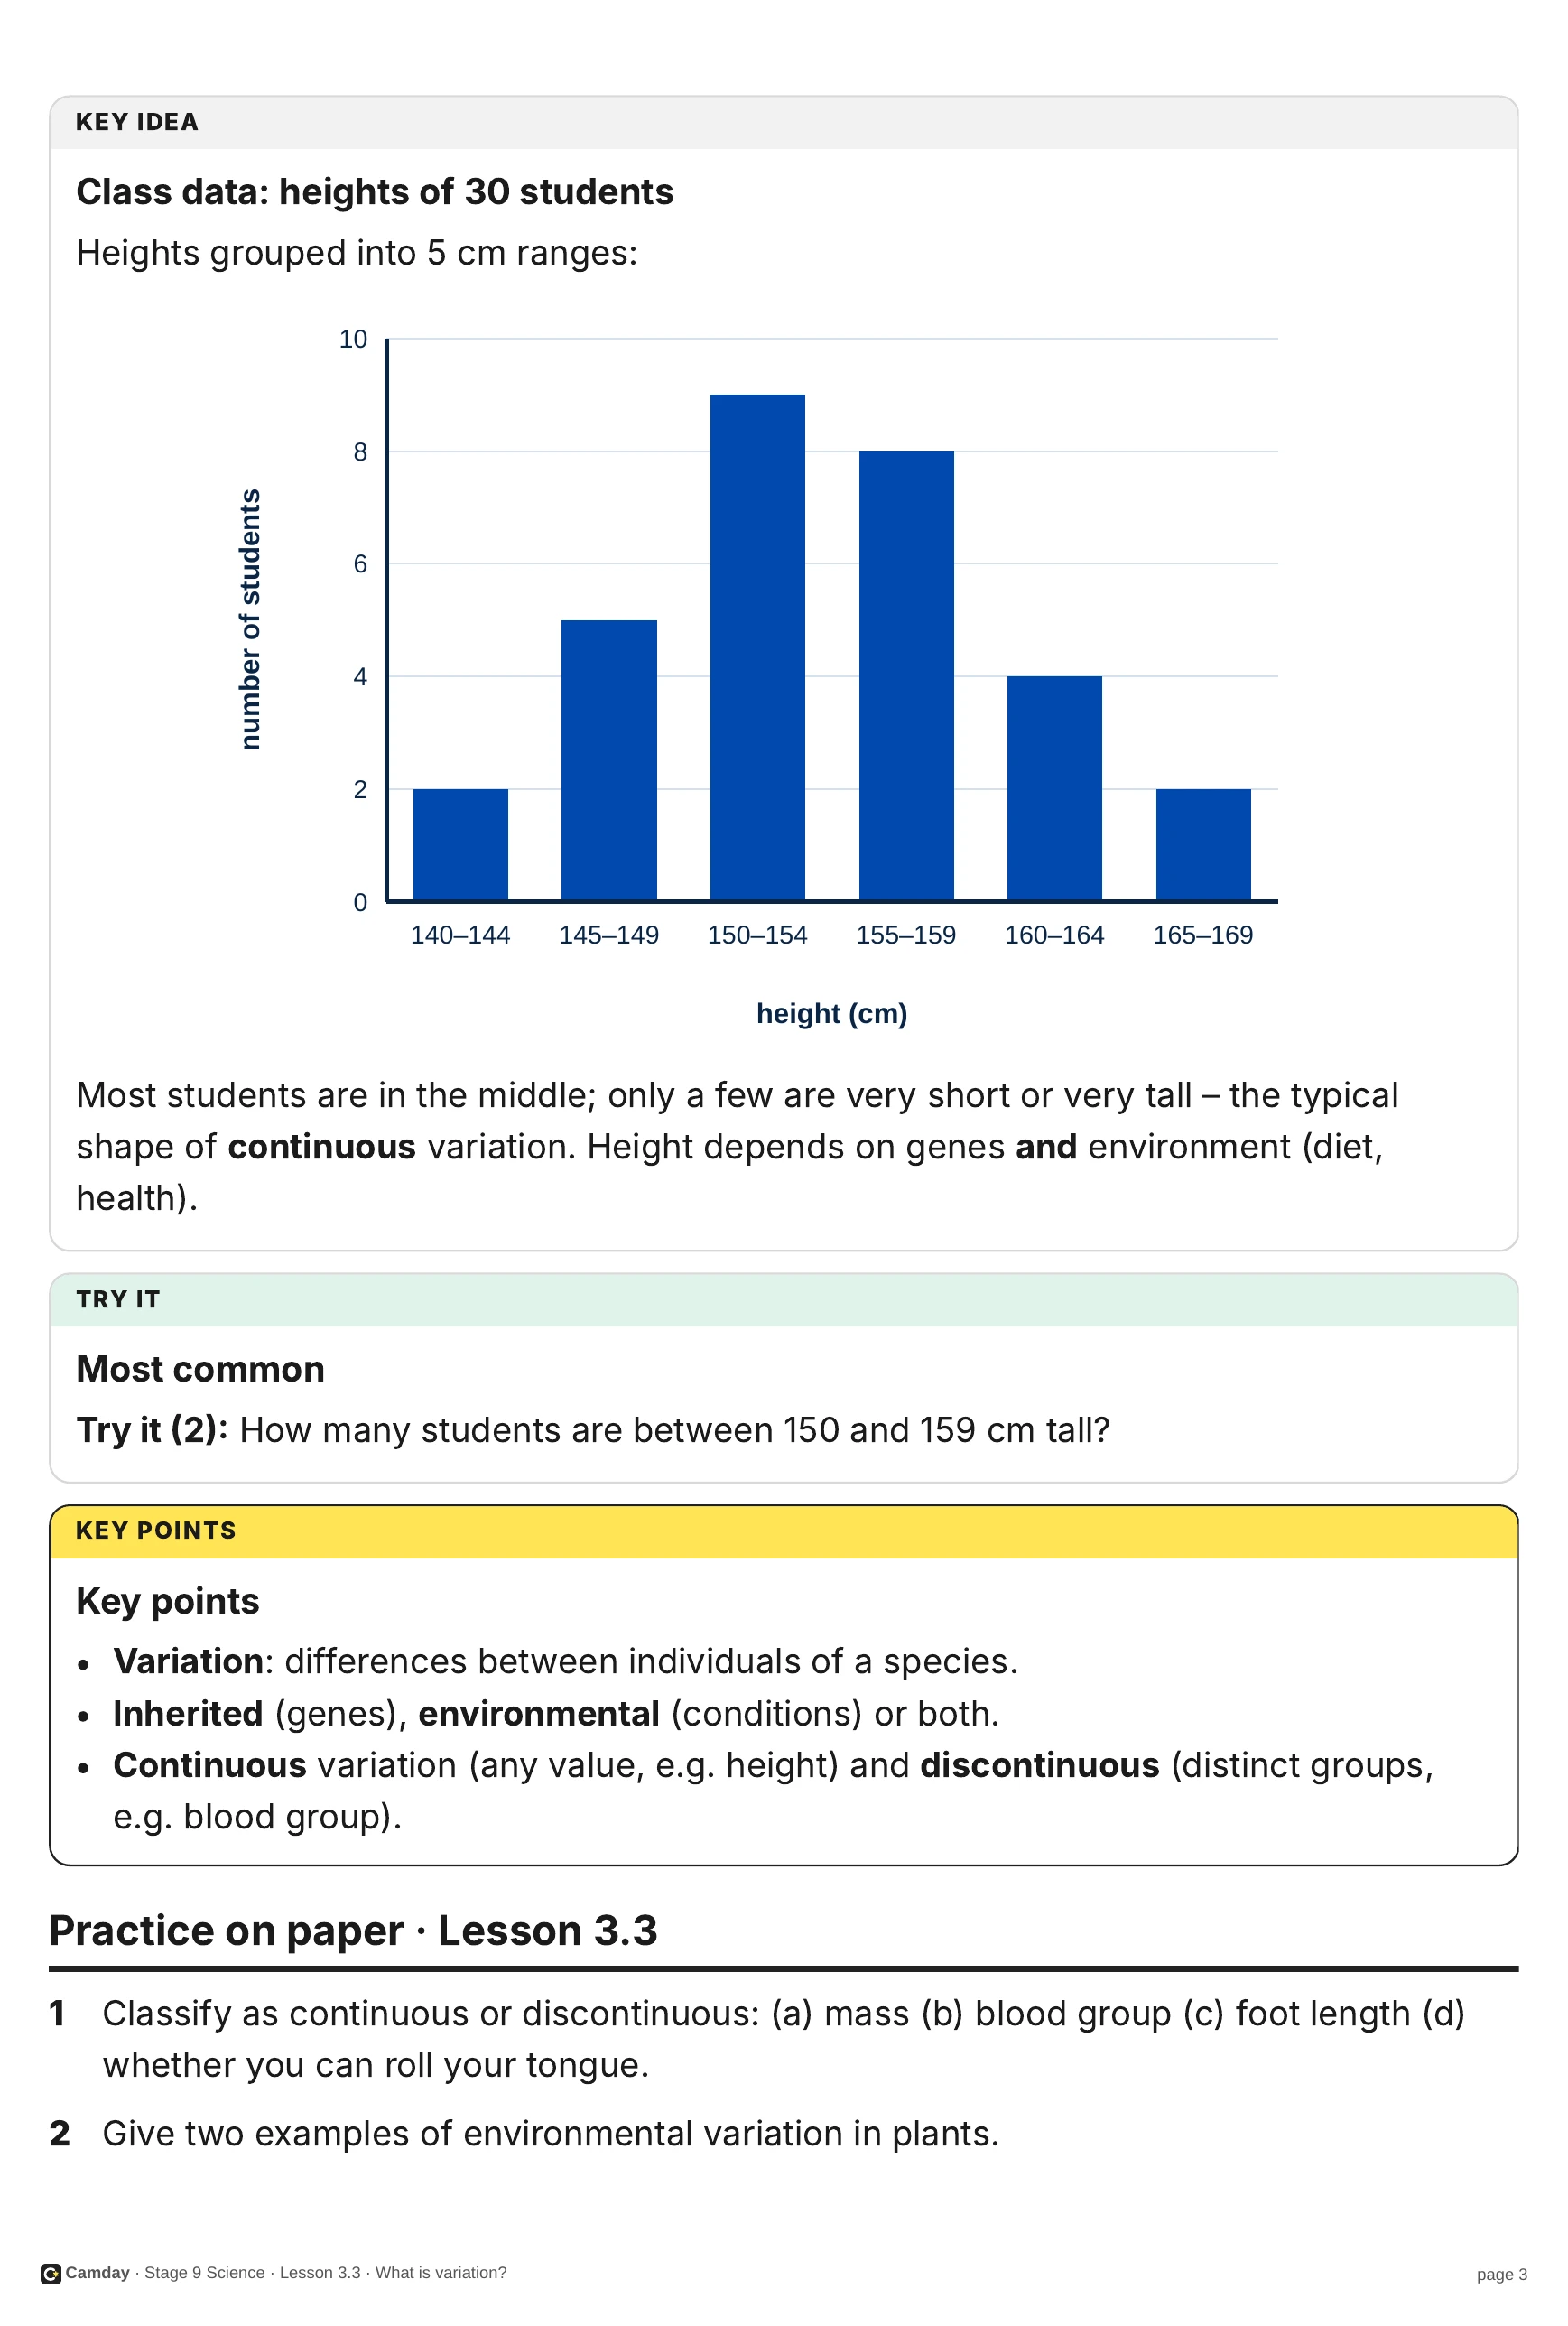 KEY IDEA
Class data: heights of 30 students
Heights grouped into 5 cm ranges:
10
8
6
4
2
0
number of students
140–144 145–149 150–154 155–159 160–164 165–169
height (cm)
Most students are in the middle; only a few are very short or very tall – the typical
shape of continuous variation. Height depends on genes and environment (diet,
health).
TRY IT
Most common
Try it (2): How many students are between 150 and 159 cm tall?
KEY POINTS
Key points
• Variation: differences between individuals of a species.
• Inherited (genes), environmental (conditions) or both.
• Continuous variation (any value, e.g. height) and discontinuous (distinct groups,
e.g. blood group).
Practice on paper · Lesson 3.3
1 Classify as continuous or discontinuous: (a) mass (b) blood group (c) foot length (d)
whether you can roll your tongue.
2 Give two examples of environmental variation in plants.
Camday · Stage 9 Science · Lesson 3.3 · What is variation? page 3